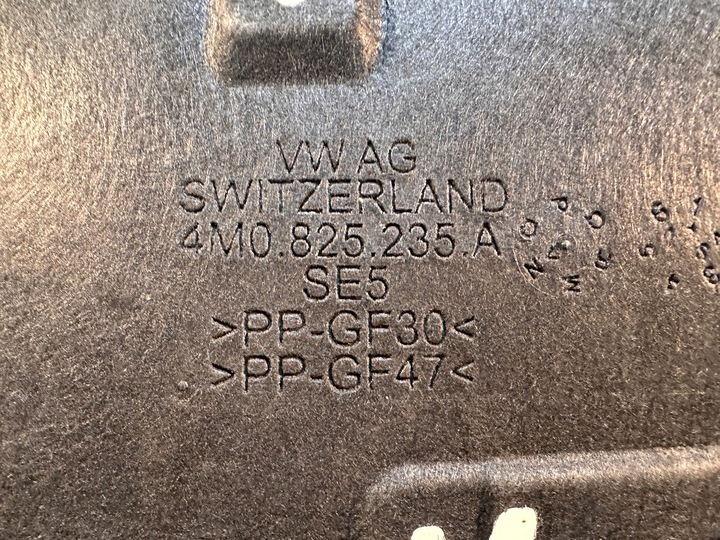 VW AG
SWITZERLAND
4M0.825.235.A
SE5
>PP-GF30<
>PP-GF47<